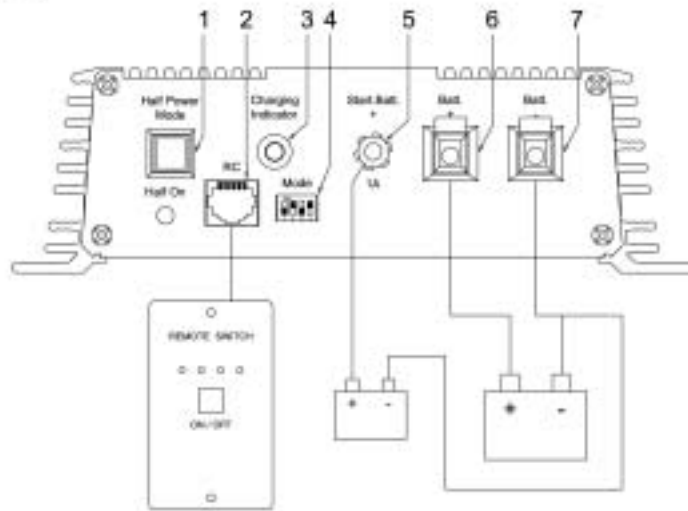 1 2 3 4 5 6 7
Half Power
Mode
Charging
Indicator
Start Batt.
+
Batt.
+
Batt.
-
RC
Half On
Mode
1A
REMOTE SWITCH
ON/OFF
+ -
+ -